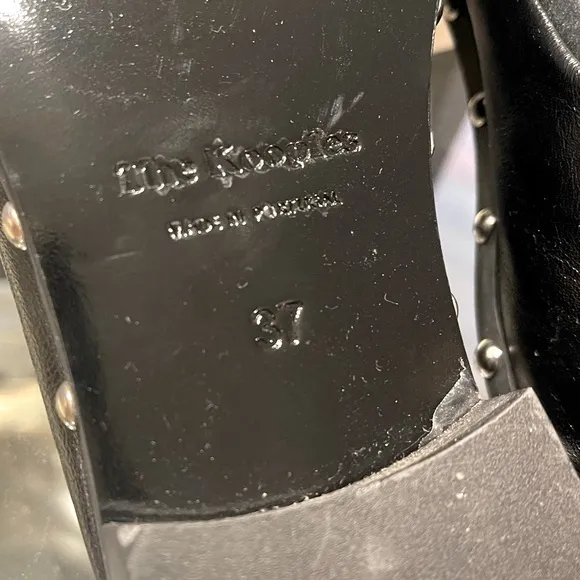 The Kooples
MADE IN PORTUGAL
37